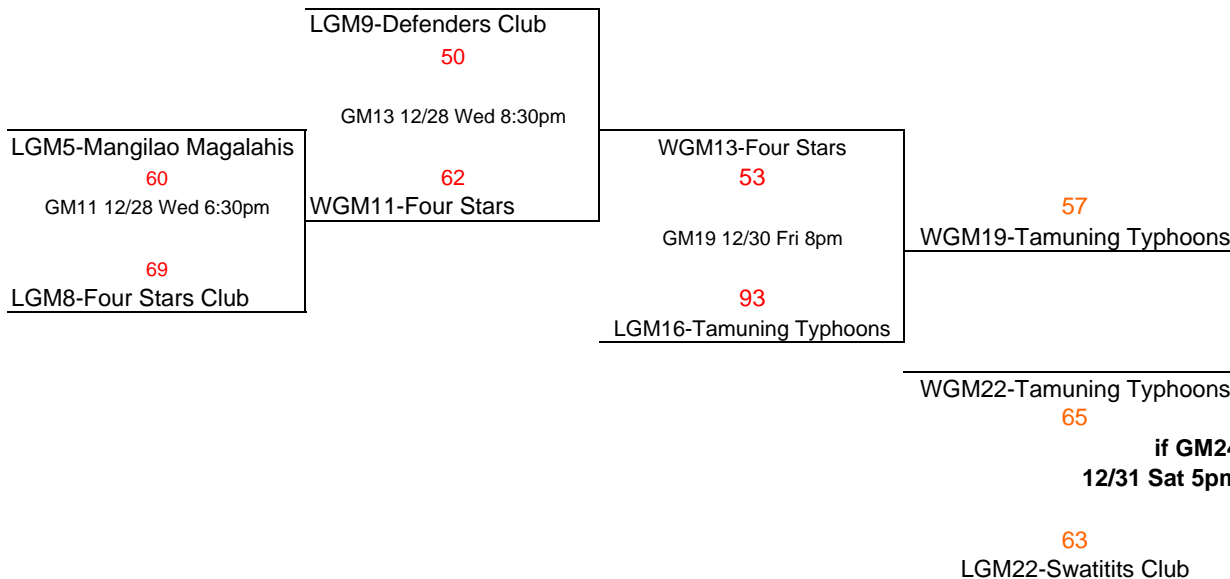 LGM9-Defenders Club
50
GM13 12/28 Wed 8:30pm
LGM5-Mangilao Magalahis
60
GM11 12/28 Wed 6:30pm
62
WGM11-Four Stars
69
LGM8-Four Stars Club
WGM13-Four Stars
53
GM19 12/30 Fri 8pm
93
LGM16-Tamuning Typhoons
57
WGM19-Tamuning Typhoons
WGM22-Tamuning Typhoons
65
if GM24
12/31 Sat 5pm
63
LGM22-Swatitits Club